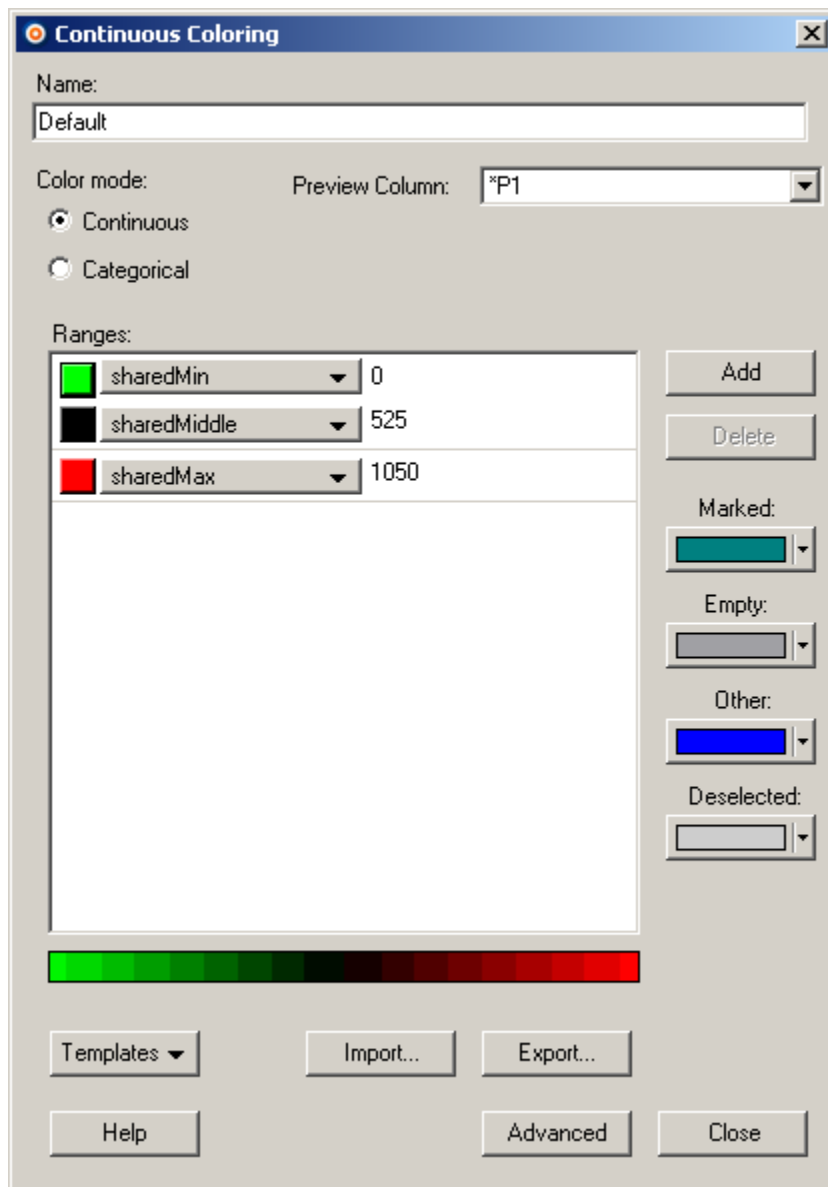 Continuous Coloring
Name:
Default
Color mode:
Preview Column: *P1
Continuous
Categorical
Ranges:
sharedMin 0
sharedMiddle 525
sharedMax 1050
Add
Delete
Marked:
Empty:
Other:
Deselected:
Templates Import... Export...
Help Advanced Close